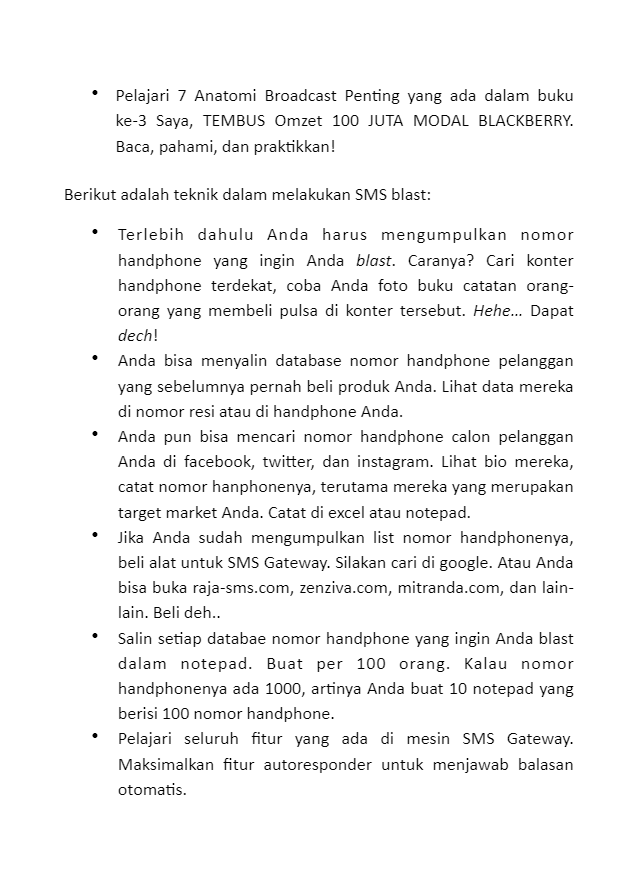 • Pelajari 7 Anatomi Broadcast Penting yang ada dalam buku
ke-3 Saya, TEMBUS Omzet 100 JUTA MODAL BLACKBERRY.
Baca, pahami, dan praktikkan!
Berikut adalah teknik dalam melakukan SMS blast:
• Terlebih dahulu Anda harus mengumpulkan nomor
handphone yang ingin Anda blast. Caranya? Cari konter
handphone terdekat, coba Anda foto buku catatan orang-
orang yang membeli pulsa di konter tersebut. Hehe... Dapat
dech!
• Anda bisa menyalin database nomor handphone pelanggan
yang sebelumnya pernah beli produk Anda. Lihat data mereka
di nomor resi atau di handphone Anda.
• Anda pun bisa mencari nomor handphone calon pelanggan
Anda di facebook, twitter, dan instagram. Lihat bio mereka,
catat nomor hanphonenya, terutama mereka yang merupakan
target market Anda. Catat di excel atau notepad.
• Jika Anda sudah mengumpulkan list nomor handphonenya,
beli alat untuk SMS Gateway. Silakan cari di google. Atau Anda
bisa buka raja-sms.com, zenziva.com, mitranda.com, dan lain-
lain. Beli deh..
• Salin setiap databae nomor handphone yang ingin Anda blast
dalam notepad. Buat per 100 orang. Kalau nomor
handphonenya ada 1000, artinya Anda buat 10 notepad yang
berisi 100 nomor handphone.
• Pelajari seluruh fitur yang ada di mesin SMS Gateway.
Maksimalkan fitur autoresponder untuk menjawab balasan
otomatis.